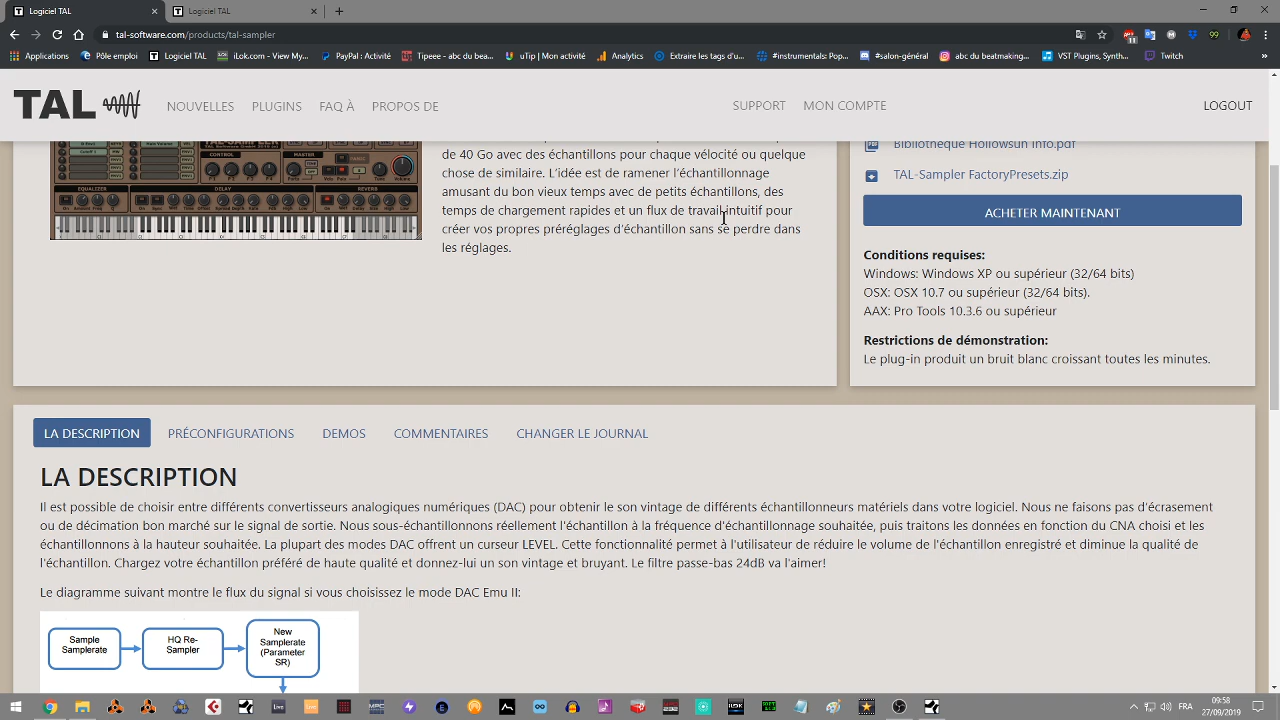 Logiciel TAL
Logiciel TAL
tal-software.com/products/tal-sampler
Applications
Pôle emploi
Logiciel TAL
iLok.com - View My...
PayPal : Activité
Tipeee - abc du bea...
uTip | Mon activité
Analytics
Extraire les tags d'...
#instrumentals: Pop...
#salon-général
abc du beatmaking...
VST Plugins, Synth...
Twitch
TAL
NOUVELLES
PLUGINS
FAQ À
PROPOS DE
SUPPORT
MON COMPTE
LOGOUT
TAL-SAMPLER
CONTROL
MASTER
EQUALIZER
DELAY
REVERB
de 40 Go avec des échantillons pour chaque vélocité ou quelque
chose de similaire. L'idée est de ramener l'échantillonnage
amusant du bon vieux temps avec de petits échantillons, des
temps de chargement rapides et un flux de travail intuitif pour
créer vos propres préréglages d'échantillon sans se perdre dans
les réglages.
Bibliothèque Hollowsun Info.pdf
TAL-Sampler FactoryPresets.zip
ACHETER MAINTENANT
Conditions requises:
Windows: Windows XP ou supérieur (32/64 bits)
OSX: OSX 10.7 ou supérieur (32/64 bits).
AAX: Pro Tools 10.3.6 ou supérieur
Restrictions de démonstration:
Le plug-in produit un bruit blanc croissant toutes les minutes.
LA DESCRIPTION
PRÉCONFIGURATIONS
DEMOS
COMMENTAIRES
CHANGER LE JOURNAL
LA DESCRIPTION
Il est possible de choisir entre différents convertisseurs analogiques numériques (DAC) pour obtenir le son vintage de différents échantillonneurs matériels dans votre logiciel. Nous ne faisons pas d'écrasement
ou de décimation bon marché sur le signal de sortie. Nous sous-échantillonnons réellement l'échantillon à la fréquence d'échantillonnage souhaitée, puis traitons les données en fonction du CNA choisi et les
échantillonnons à la hauteur souhaitée. La plupart des modes DAC offrent un curseur LEVEL. Cette fonctionnalité permet à l'utilisateur de réduire le volume de l'échantillon enregistré et diminue la qualité de
l'échantillon. Chargez votre échantillon préféré de haute qualité et donnez-lui un son vintage et bruyant. Le filtre passe-bas 24dB va l'aimer!
Le diagramme suivant montre le flux du signal si vous choisissez le mode DAC Emu II:
Sample
Samplerate
HQ Re-
Sampler
New
Samplerate
(Parameter
SR)
FRA
09:58
27/09/2019